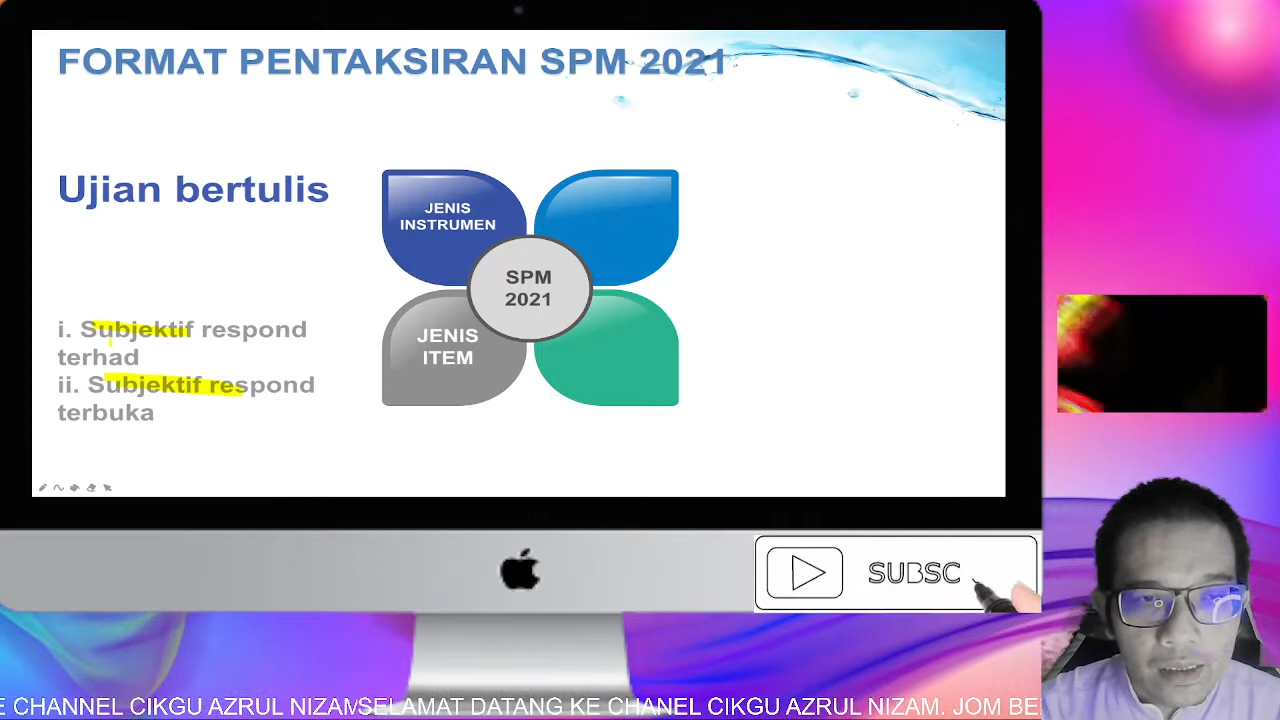 FORMAT PENTAKSIRAN SPM 2021
Ujian bertulis
JENIS
INSTRUMEN
SPM
2021
i. Subjektif respond
terhad
ii. Subjektif respond
terbuka
JENIS
ITEM
SUBSC
E CHANNEL CIKGU AZRUL NIZAMSELAMAT DATANG KE CHANEL CIKGU AZRUL NIZAM. JOM BE